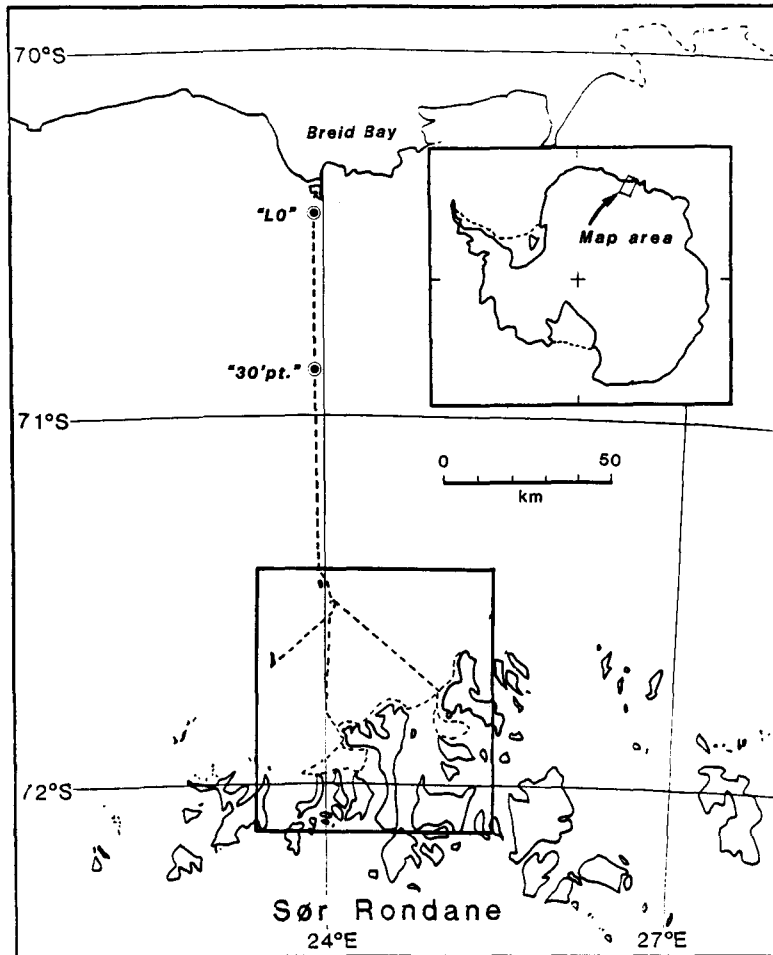 70°S
Breid Bay
"L0"
Map area
"30'pt."
71°S
0 50
km
72°S
Sør Rondane
24°E 27°E